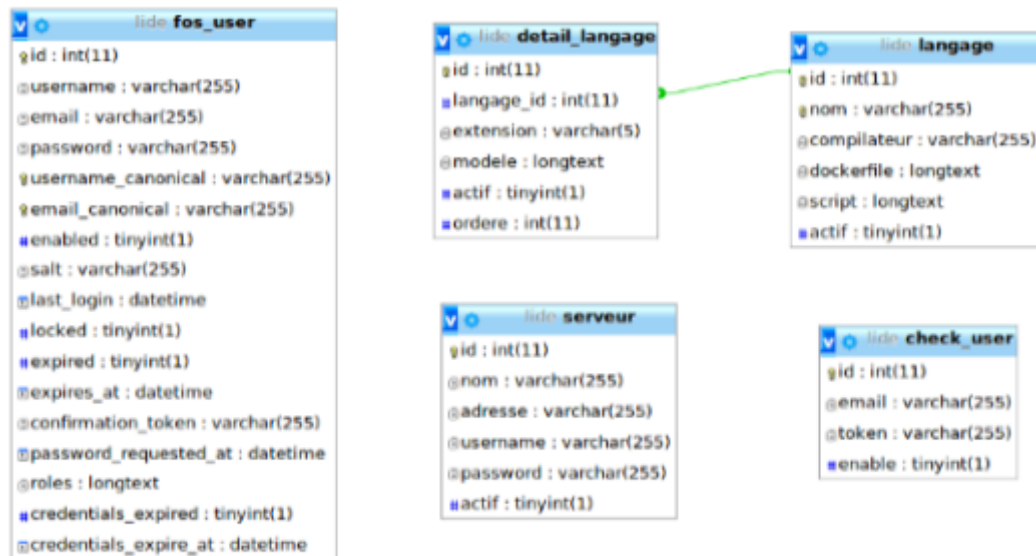 lide fos_user
id : int(11)
username : varchar(255)
email : varchar(255)
password : varchar(255)
username_canonical : varchar(255)
email_canonical : varchar(255)
enabled : tinyint(1)
salt : varchar(255)
last_login : datetime
locked : tinyint(1)
expired : tinyint(1)
expires_at : datetime
confirmation_token : varchar(255)
password_requested_at : datetime
roles : longtext
credentials_expired : tinyint(1)
credentials_expire_at : datetime
lide detail_langage
id : int(11)
langage_id : int(11)
extension : varchar(5)
modele : longtext
actif : tinyint(1)
ordere : int(11)
lide langage
id : int(11)
nom : varchar(255)
compilateur : varchar(255)
dockerfile : longtext
script : longtext
actif : tinyint(1)
lide serveur
id : int(11)
nom : varchar(255)
adresse : varchar(255)
username : varchar(255)
password : varchar(255)
actif : tinyint(1)
lide check_user
id : int(11)
email : varchar(255)
token : varchar(255)
enable : tinyint(1)